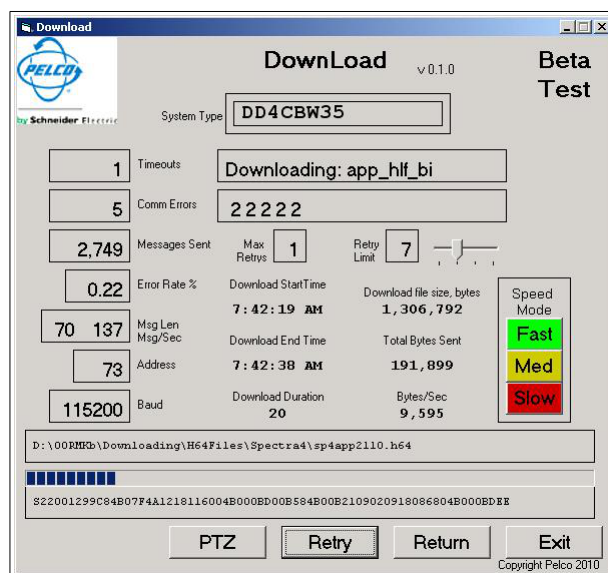 Download
DownLoad v 0.1.0
Beta Test
PELCO
by Schneider Electric
System Type DD4CBW35
1 Timeouts Downloading: app_hlf_bi
5 Comm Errors 2 2 2 2 2
2,749 Messages Sent Max Retrys 1 Retry Limit 7
0.22 Error Rate % Download StartTime Download file size, bytes Speed Mode
7:42:19 AM 1,306,792
70 137 Msg Len Msg/Sec Download End Time Total Bytes Sent Fast
73 Address 7:42:38 AM 191,899 Med
115200 Baud Download Duration Bytes/Sec Slow
20 9,595
D:\00RMKb\Downloading\H64Files\Spectra4\sp4app2110.h64
S22001299C84B07F4A1218116004B000BD00B584B00B2109020918086804B000BDEE
PTZ Retry Return Exit
Copyright Pelco 2010